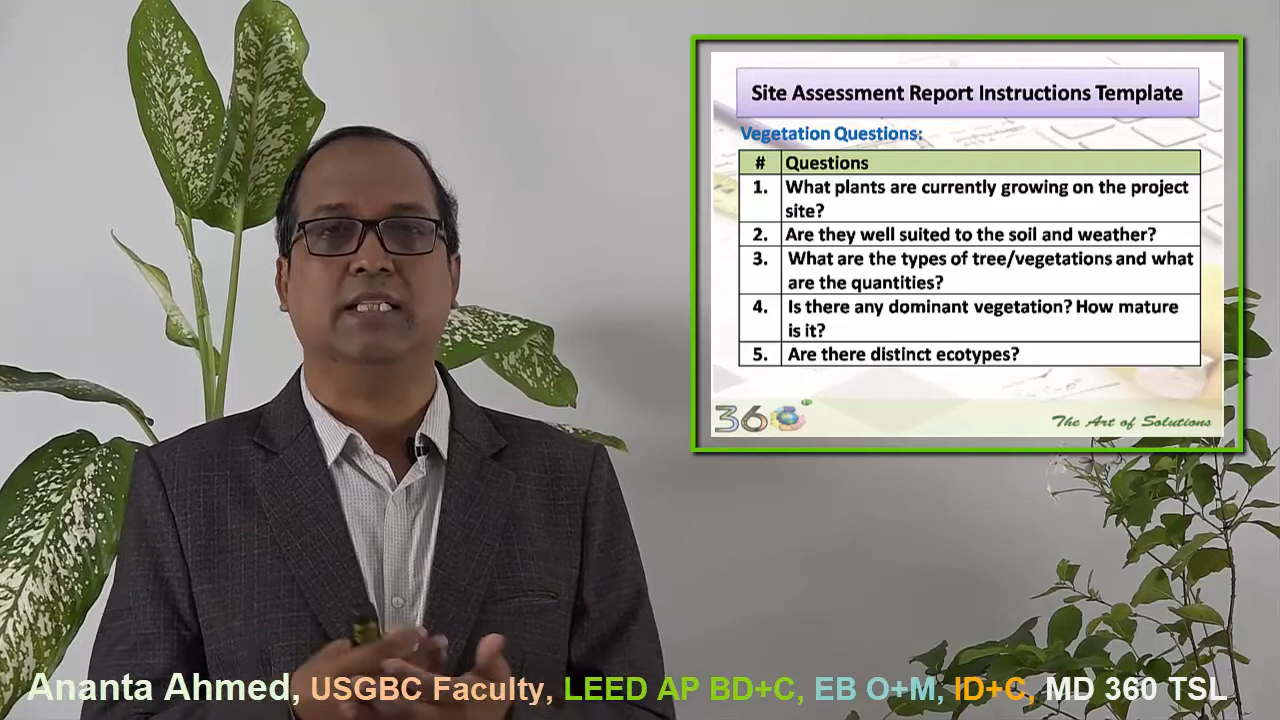 Site Assessment Report Instructions Template
Vegetation Questions:
# Questions
1. What plants are currently growing on the project
site?
2. Are they well suited to the soil and weather?
3. What are the types of tree/vegetations and what
are the quantities?
4. Is there any dominant vegetation? How mature
is it?
5. Are there distinct ecotypes?
360
The Art of Solutions
Ananta Ahmed, USGBC Faculty, LEED AP BD+C, EB O+M, ID+C, MD 360 TSL